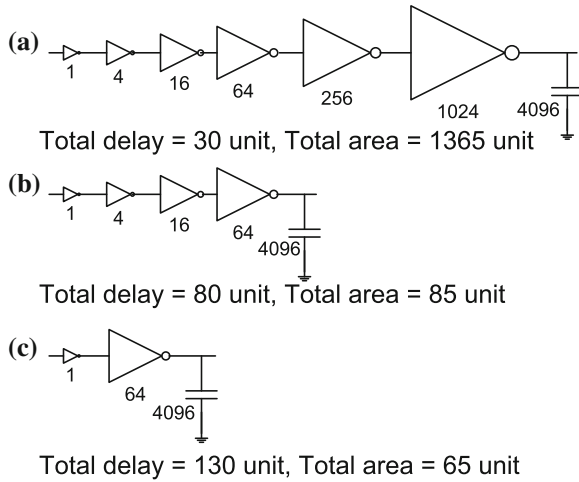 (a)
1 4 16 64 256 1024 4096
Total delay = 30 unit, Total area = 1365 unit
(b)
1 4 16 64 4096
Total delay = 80 unit, Total area = 85 unit
(c)
1 64 4096
Total delay = 130 unit, Total area = 65 unit